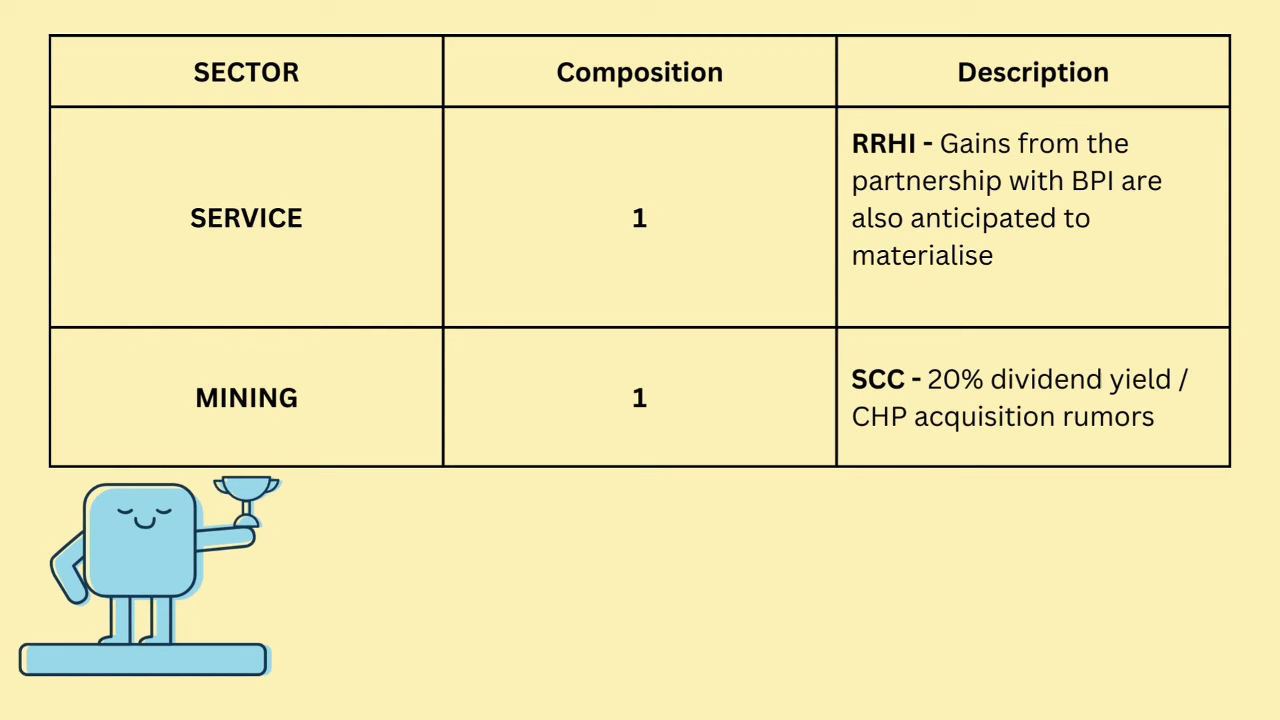 SECTOR
Composition
Description
SERVICE
1
RRHI - Gains from the
partnership with BPI are
also anticipated to
materialise
MINING
1
SCC - 20% dividend yield /
CHP acquisition rumors